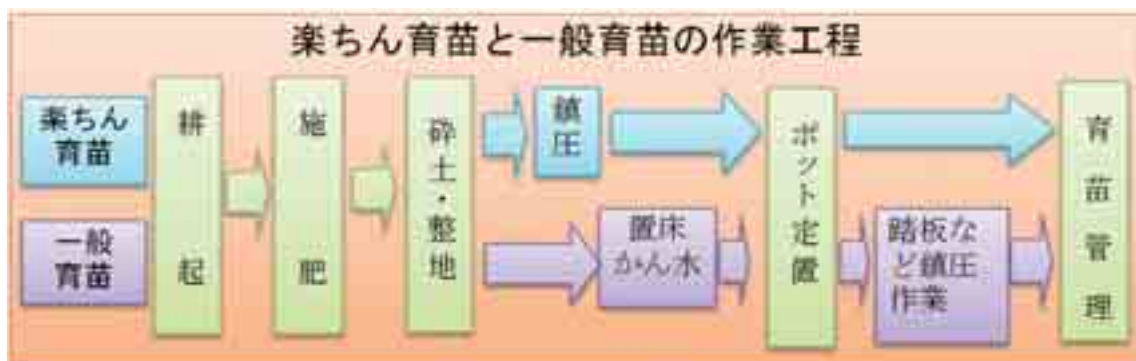 楽ちん育苗と一般育苗の作業工程
楽ちん
育苗
一般
育苗
耕起
施肥
砕土・整地
鎮圧
置床
かん水
ポット定置
踏板な
ど鎮圧
作業
育苗管理